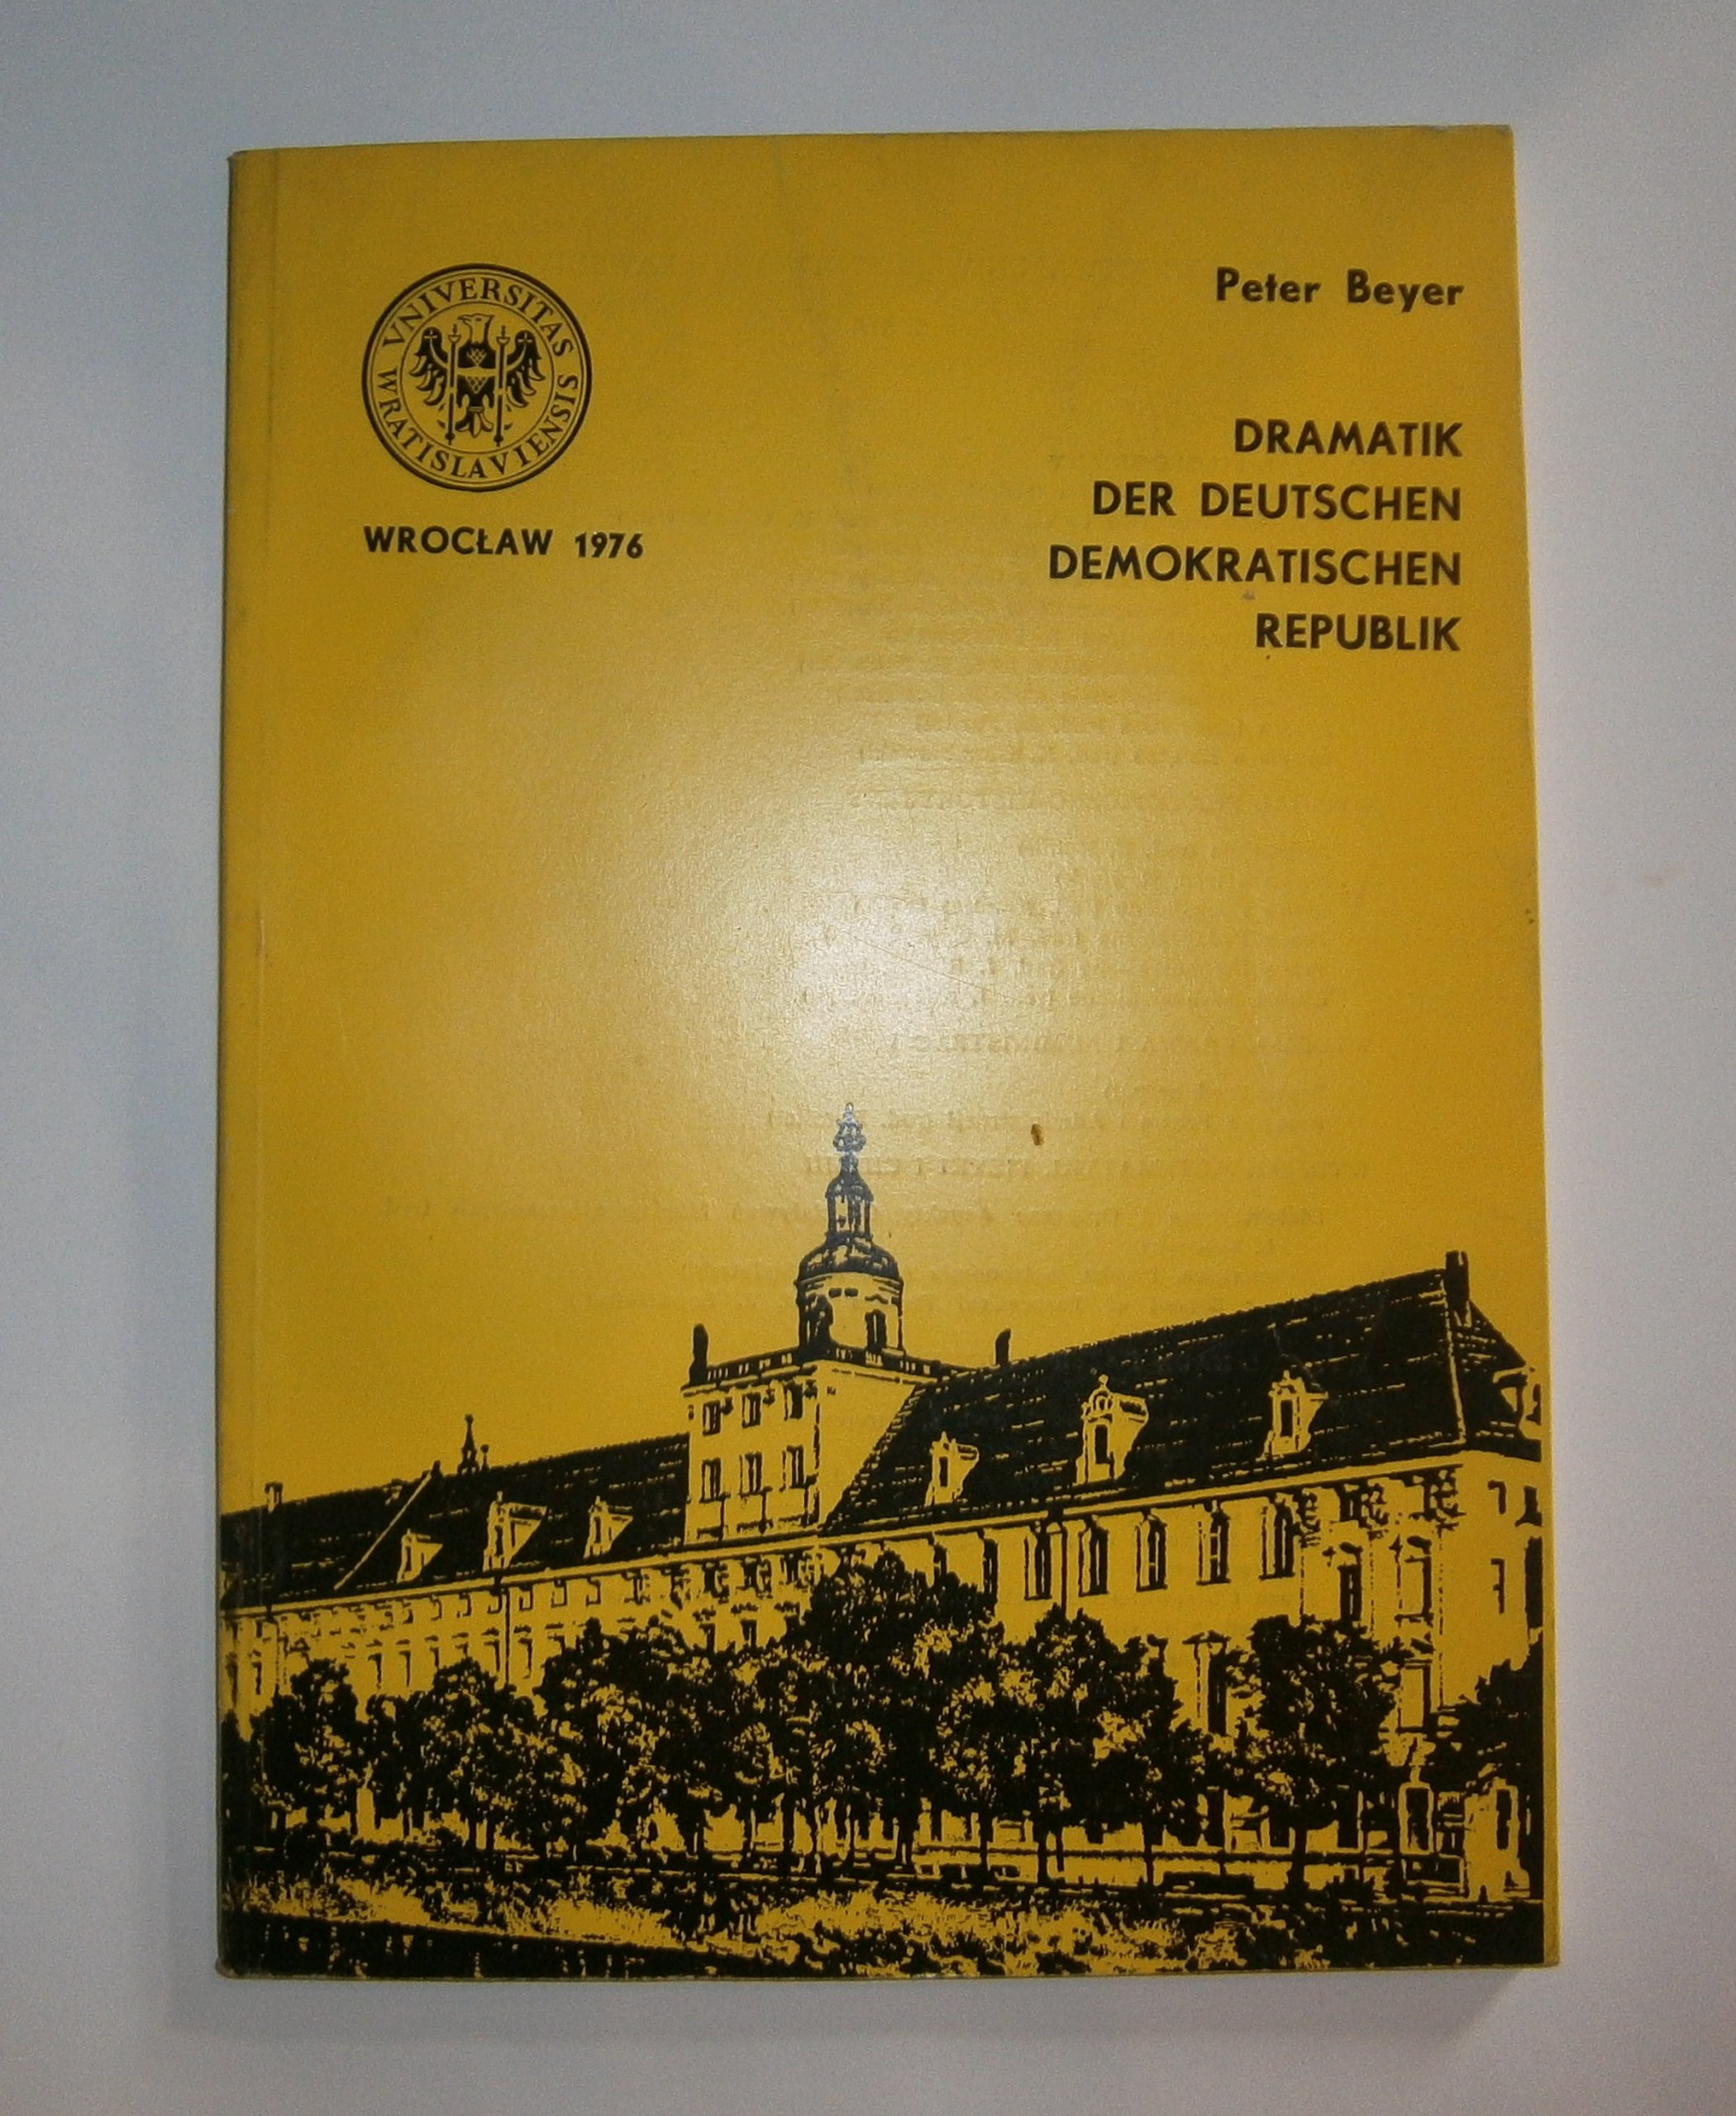 VNIVERSITAS WRATISLAVIENSIS
WROCŁAW 1976
Peter Beyer
DRAMATIK
DER DEUTSCHEN
DEMOKRATISCHEN
REPUBLIK